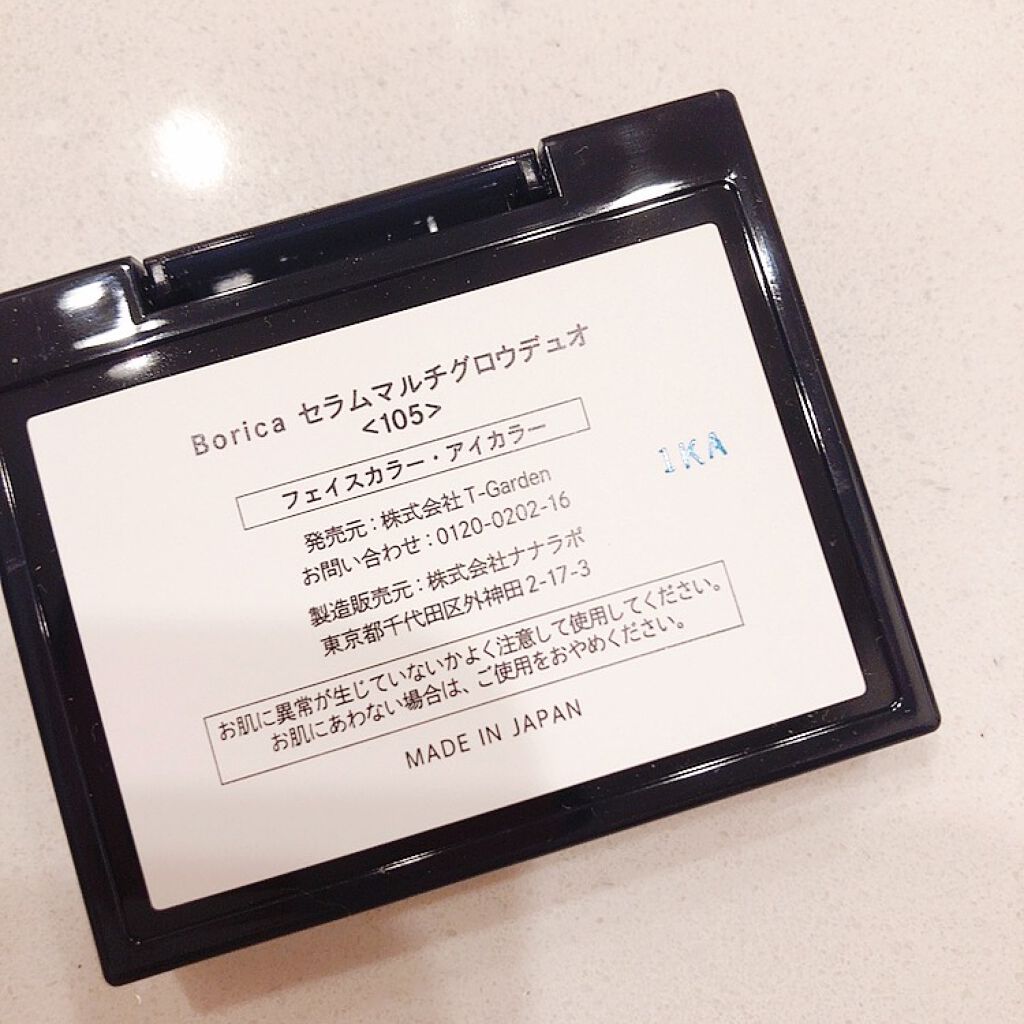 Borica セラムマルチグロウデュオ
<105>
フェイスカラー・アイカラー
1KA
発売元：株式会社T-Garden
お問い合わせ：0120-0202-16
製造販売元：株式会社ナナラボ
東京都千代田区外神田2-17-3
お肌に異常が生じていないかよく注意して使用してください。
お肌にあわない場合は、ご使用をおやめください。
MADE IN JAPAN